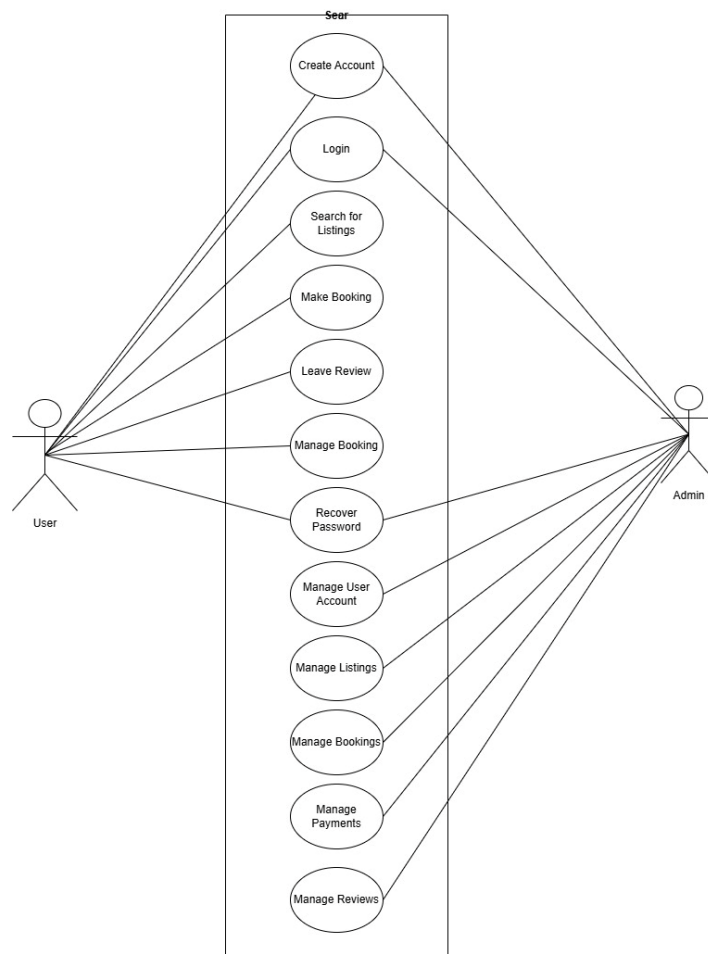 Sear
Create Account
Login
Search for
Listings
Make Booking
Leave Review
Manage Booking
Recover
Password
User
Admin
Manage User
Account
Manage Listings
Manage Bookings
Manage
Payments
Manage Reviews